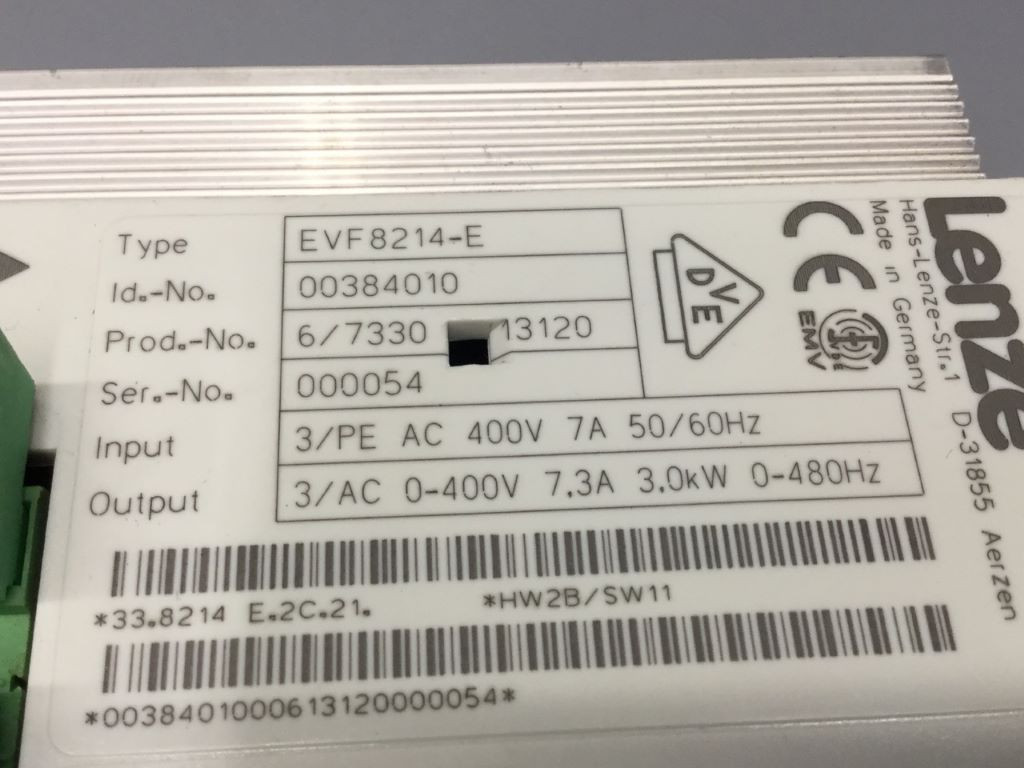 Type EVF8214-E
Id.-No. 00384010
Prod.-No. 6/7330 13120
Ser.-No. 000054
Input 3/PE AC 400V 7A 50/60Hz
Output 3/AC 0-400V 7.3A 3.0kW 0-480Hz
*33.8214 E.2C.21. *HW2B/SW11
*0038401000613120000054*
VDE
CE
EMV
Made in Germany
Hans-Lenze-Str.1 D-31855 Aerzen
Lenze